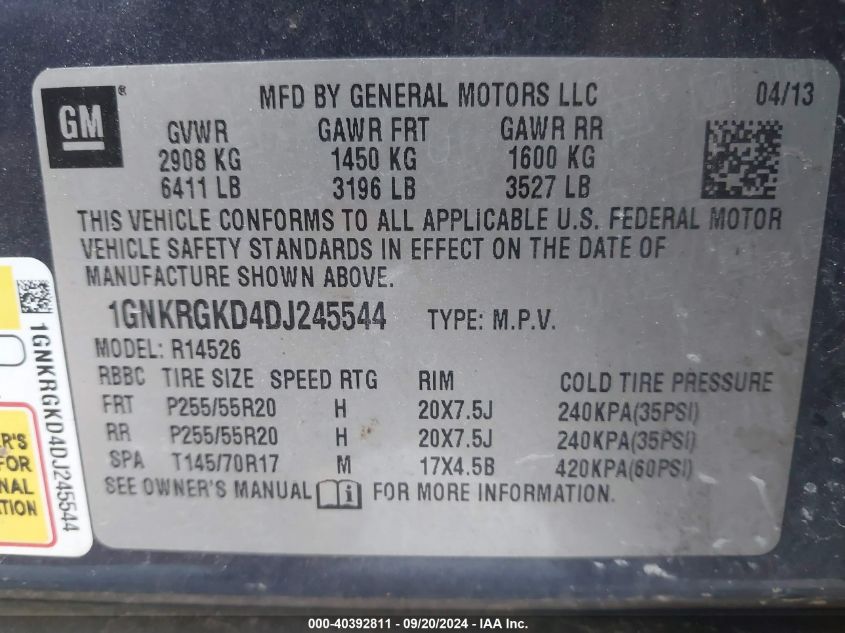 GM
®
MFD BY GENERAL MOTORS LLC
04/13
GVWR GAWR FRT GAWR RR
2908 KG 1450 KG 1600 KG
6411 LB 3196 LB 3527 LB
THIS VEHICLE CONFORMS TO ALL APPLICABLE U.S. FEDERAL MOTOR
VEHICLE SAFETY STANDARDS IN EFFECT ON THE DATE OF
MANUFACTURE SHOWN ABOVE.
1GNKRGKD4DJ245544 TYPE: M.P.V.
MODEL: R14526
RBBC TIRE SIZE SPEED RTG RIM COLD TIRE PRESSURE
FRT P255/55R20 H 20X7.5J 240KPA(35PSI)
RR P255/55R20 H 20X7.5J 240KPA(35PSI)
SPA T145/70R17 M 17X4.5B 420KPA(60PSI)
SEE OWNER'S MANUAL i FOR MORE INFORMATION.
1GNKRGKD4DJ245544
ER'S
FOR
NAL
TION
000-40392811 - 09/20/2024 - IAA Inc.